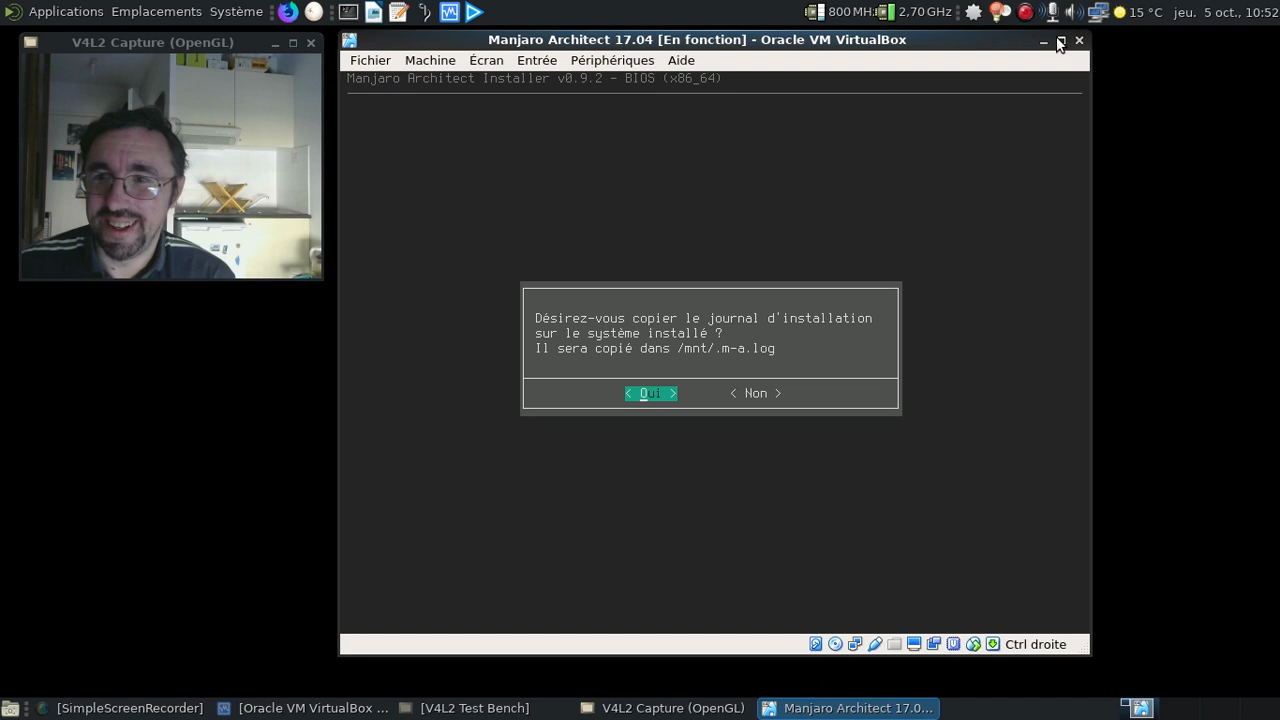 Applications Emplacements Système
800 MH 2,70 GHz 15 °C jeu. 5 oct., 10:52
V4L2 Capture (OpenGL)
Manjaro Architect 17.04 [En fonction] - Oracle VM VirtualBox
Fichier Machine Écran Entrée Périphériques Aide
Manjaro Architect Installer v0.9.2 - BIOS (x86_64)
Désirez-vous copier le journal d'installation
sur le système installé ?
Il sera copié dans /mnt/.m-a.log
< Oui > < Non >
Ctrl droite
[SimpleScreenRecorder] [Oracle VM VirtualBox ... [V4L2 Test Bench] V4L2 Capture (OpenGL) Manjaro Architect 17.0...